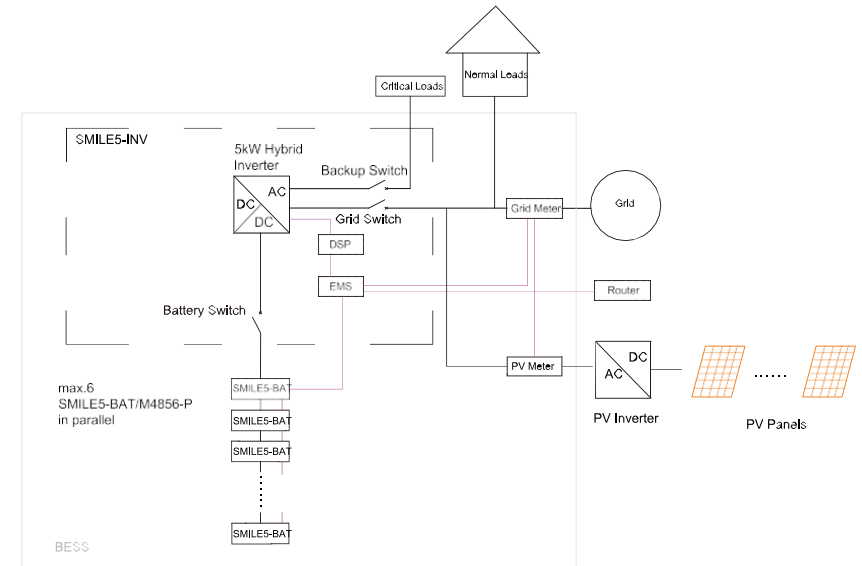 Normal Loads
Critical Loads
SMILE5-INV
5kW Hybrid
Inverter
Backup Switch
AC
DC
DC
Grid Switch
Grid Meter
Grid
DSP
EMS
Router
Battery Switch
PV Meter
DC
AC
......
max.6
SMILE5-BAT/M4856-P
in parallel
SMILE5-BAT
SMILE5-BAT
SMILE5-BAT
SMILE5-BAT
PV Inverter
PV Panels
BESS